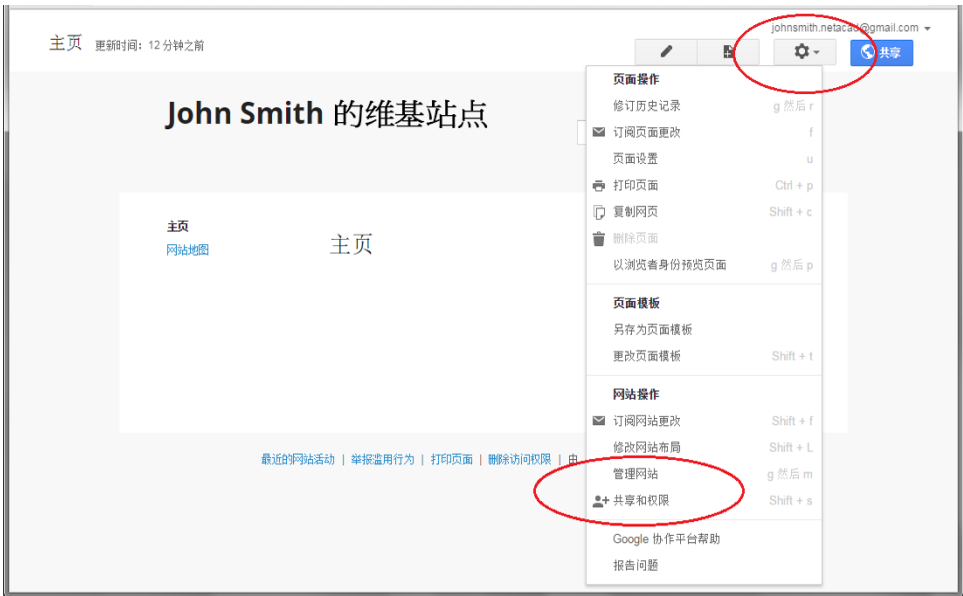 johnsmith.netacad@gmail.com
主页 更新时间: 12 分钟之前
共享
John Smith 的维基站点
主页
网站地图
主页
最近的网站活动 | 举报滥用行为 | 打印页面 | 删除访问权限 | 由
页面操作
修订历史记录 g 然后 r
订阅页面更改 f
页面设置 u
打印页面 Ctrl + p
复制网页 Shift + c
删除页面
以浏览者身份预览页面 g 然后 p
页面模板
另存为页面模板
更改页面模板 Shift + t
网站操作
订阅网站更改 Shift + f
修改网站布局 Shift + L
管理网站 g 然后 m
共享和权限 Shift + s
Google 协作平台帮助
报告问题